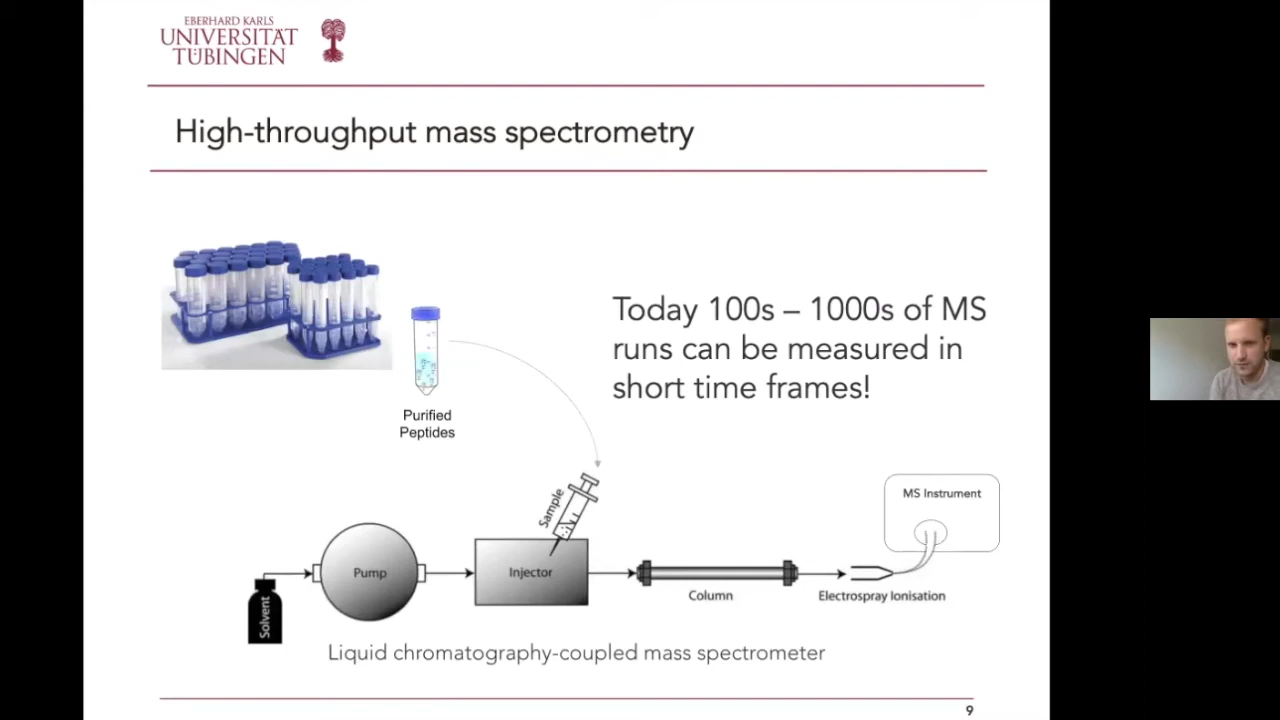 EBERHARD KARLS
UNIVERSITÄT
TÜBINGEN
High-throughput mass spectrometry
Today 100s – 1000s of MS
runs can be measured in
short time frames!
Purified
Peptides
Sample
MS Instrument
Pump
Injector
Column
Electrospray Ionisation
Solvent
Liquid chromatography-coupled mass spectrometer
9